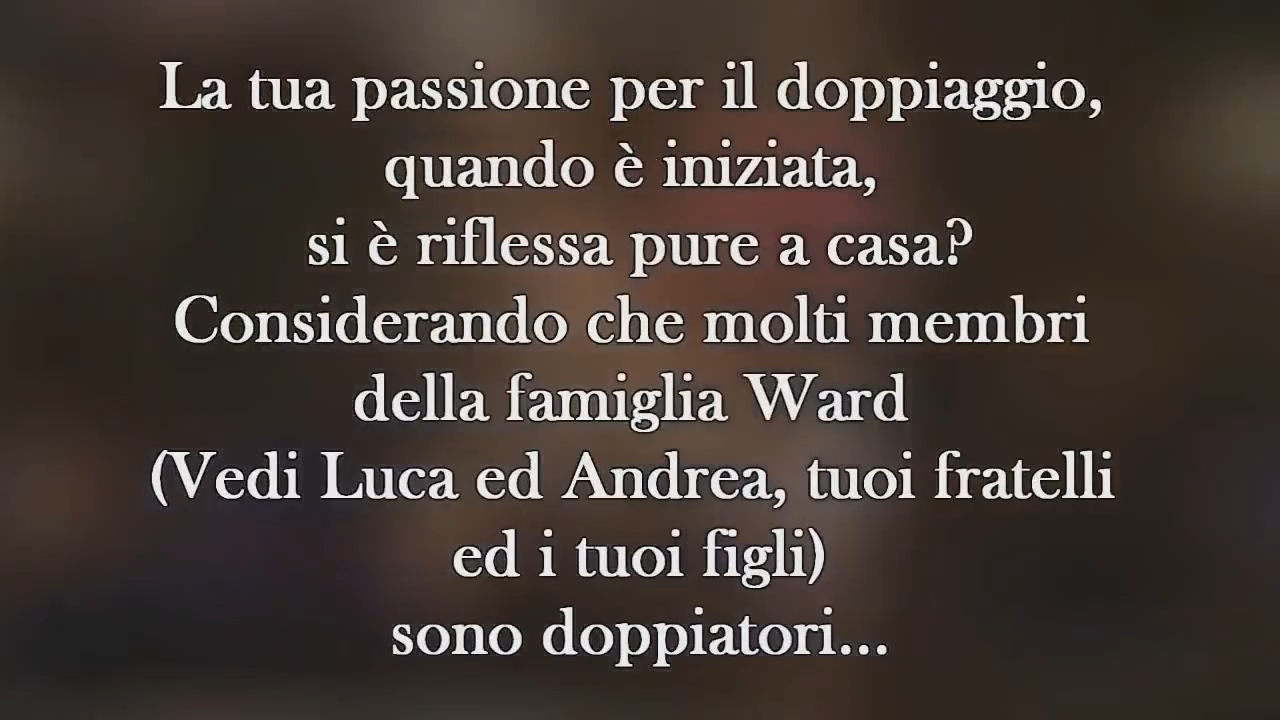 La tua passione per il doppiaggio,
quando è iniziata,
si è riflessa pure a casa?
Considerando che molti membri
della famiglia Ward
(Vedi Luca ed Andrea, tuoi fratelli
ed i tuoi figli)
sono doppiatori...